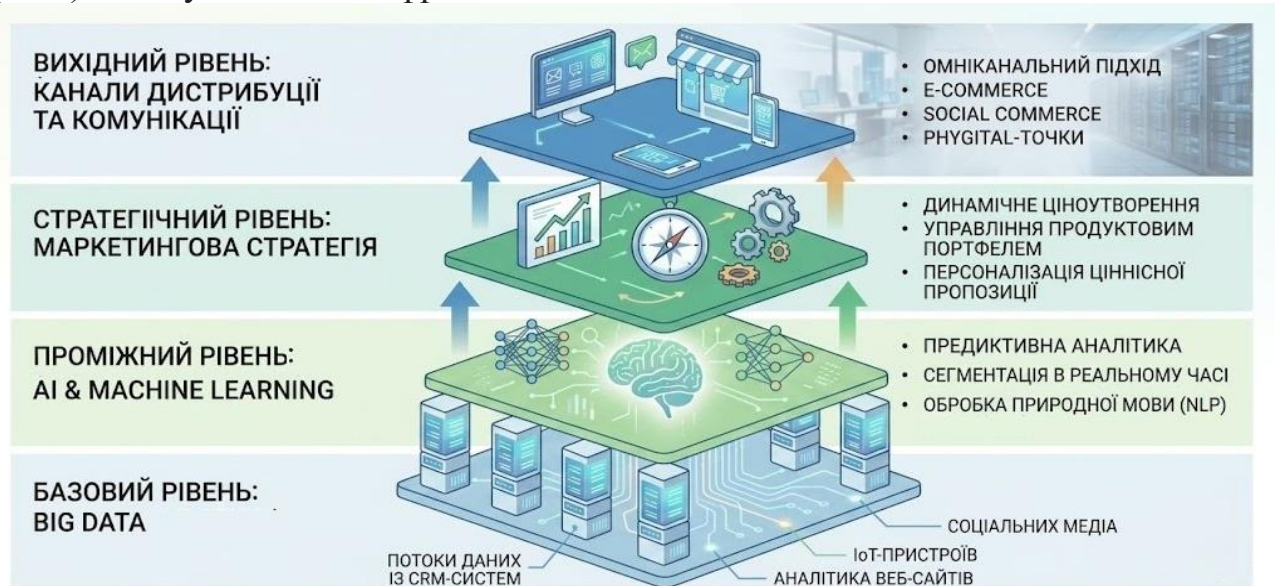 ВИХІДНИЙ РІВЕНЬ:
КАНАЛИ ДИСТРИБУЦІЇ
ТА КОМУНІКАЦІЇ
• ОМНІКАНАЛЬНИЙ ПІДХІД
• E-COMMERCE
• SOCIAL COMMERCE
• PHYGITAL-ТОЧКИ
СТРАТЕГІІЧНИЙ РІВЕНЬ:
МАРКЕТИНГОВА СТРАТЕГІЯ
• ДИНАМІЧНЕ ЦІНОУТВОРЕННЯ
• УПРАВЛІННЯ ПРОДУКТОВИМ
ПОРТФЕЛЕМ
• ПЕРСОНАЛІЗАЦІЯ ЦІННІСНОЇ
ПРОПОЗИЦІЇ
ПРОМІЖНИЙ РІВЕНЬ:
AI & MACHINE LEARNING
• ПРЕДИКТИВНА АНАЛІТИКА
• СЕГМЕНТАЦІЯ В РЕАЛЬНОМУ ЧАСІ
• ОБРОБКА ПРИРОДНОЇ МОВИ (NLP)
БАЗОВИЙ РІВЕНЬ:
BIG DATA
ПОТОКИ ДАНИХ
ІЗ CRM-СИСТЕМ
СОЦІАЛЬНИХ МЕДІА
ІоТ-ПРИСТРОЇВ
АНАЛІТИКА ВЕБ-САЙТІВ